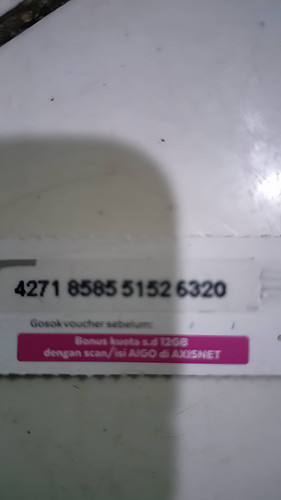 4271 8585 5152 6320
Gosok voucher sebelum: / /
Bonus kuota s.d 12GB
dengan scan/isi AIGO di AXISNET